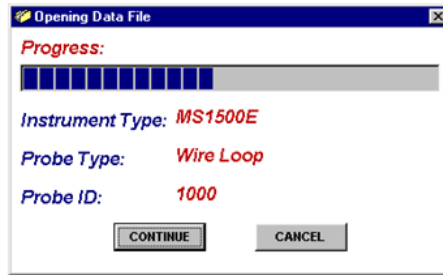 Opening Data File
Progress:
Instrument Type: MS1500E
Probe Type: Wire Loop
Probe ID: 1000
CONTINUE CANCEL